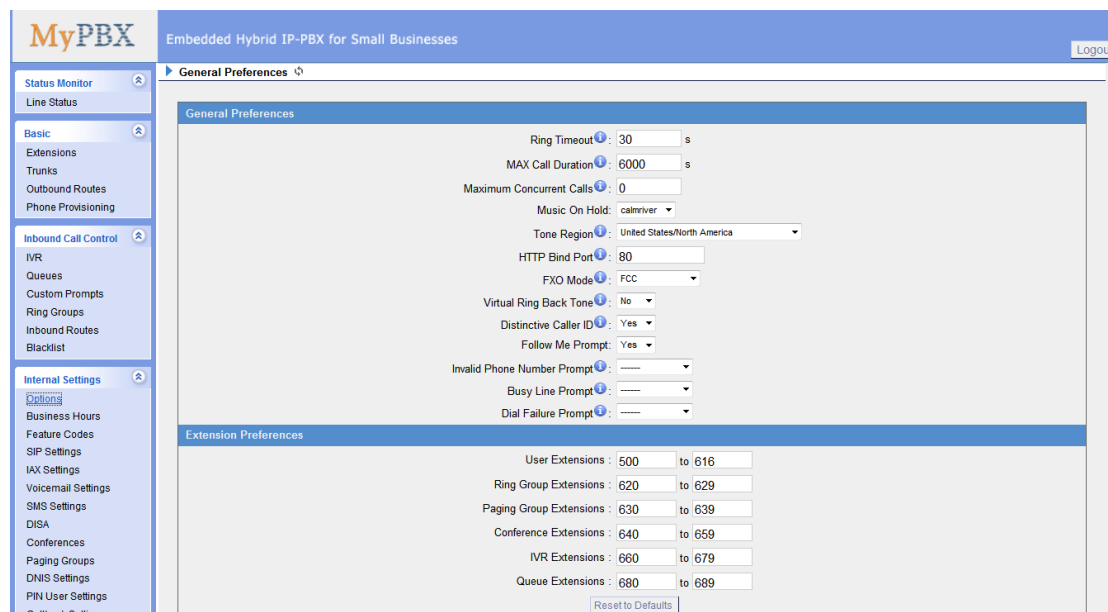 MyPBX
Embedded Hybrid IP-PBX for Small Businesses
Logou
Status Monitor
Line Status
Basic
Extensions
Trunks
Outbound Routes
Phone Provisioning
Inbound Call Control
IVR
Queues
Custom Prompts
Ring Groups
Inbound Routes
Blacklist
Internal Settings
Options
Business Hours
Feature Codes
SIP Settings
IAX Settings
Voicemail Settings
SMS Settings
DISA
Conferences
Paging Groups
DNIS Settings
PIN User Settings
General Preferences
General Preferences
Ring Timeout : 30 s
MAX Call Duration : 6000 s
Maximum Concurrent Calls : 0
Music On Hold: calmriver
Tone Region : United States/North America
HTTP Bind Port : 80
FXO Mode : FCC
Virtual Ring Back Tone : No
Distinctive Caller ID : Yes
Follow Me Prompt: Yes
Invalid Phone Number Prompt : ------
Busy Line Prompt : ------
Dial Failure Prompt : ------
Extension Preferences
User Extensions : 500 to 616
Ring Group Extensions : 620 to 629
Paging Group Extensions : 630 to 639
Conference Extensions : 640 to 659
IVR Extensions : 660 to 679
Queue Extensions : 680 to 689
Reset to Defaults